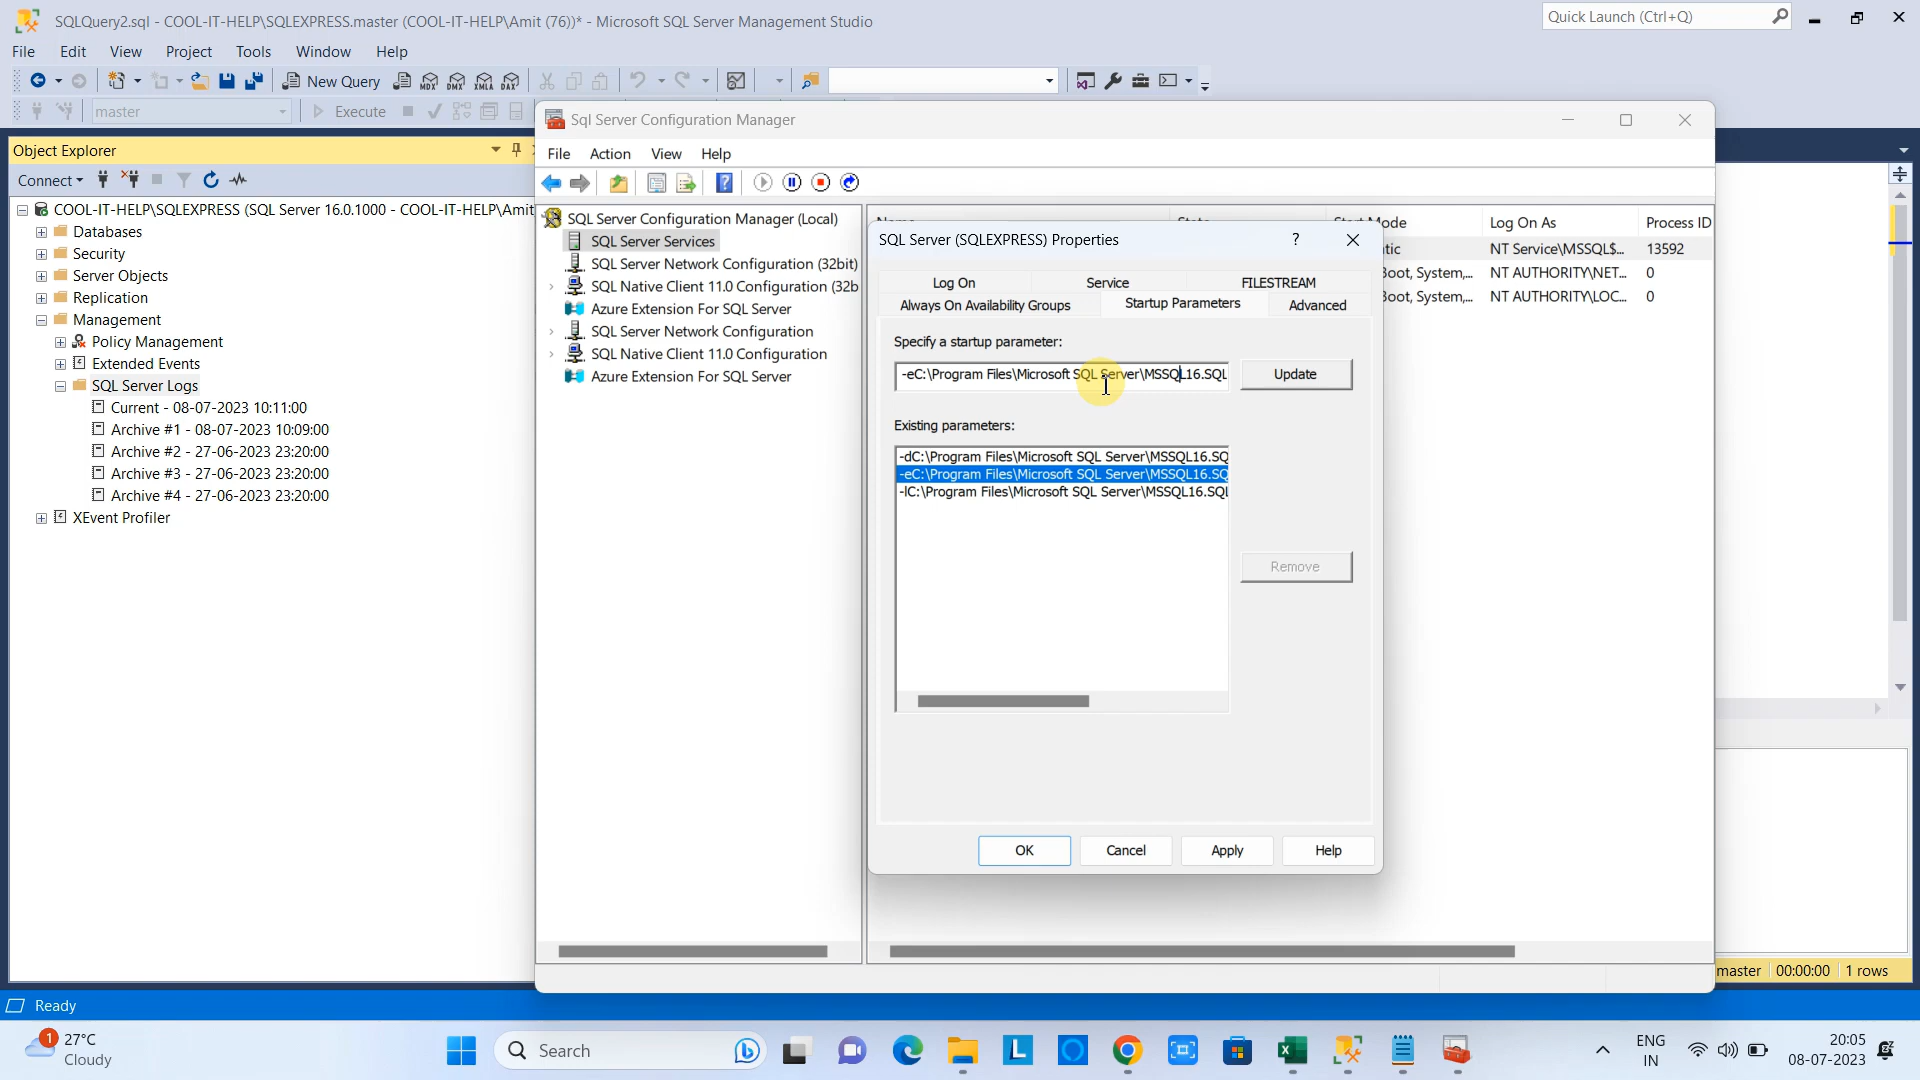 SQLQuery2.sql - COOL-IT-HELP\SQLEXPRESS.master (COOL-IT-HELP\Amit (76))* - Microsoft SQL Server Management Studio
Quick Launch (Ctrl+Q)
File Edit View Project Tools Window Help
New Query
MDX DMX XMLA DAX
master
Execute
Object Explorer
Connect
COOL-IT-HELP\SQLEXPRESS (SQL Server 16.0.1000 - COOL-IT-HELP\Amit
Databases
Security
Server Objects
Replication
Management
Policy Management
Extended Events
SQL Server Logs
Current - 08-07-2023 10:11:00
Archive #1 - 08-07-2023 10:09:00
Archive #2 - 27-06-2023 23:20:00
Archive #3 - 27-06-2023 23:20:00
Archive #4 - 27-06-2023 23:20:00
XEvent Profiler
Sql Server Configuration Manager
File Action View Help
SQL Server Configuration Manager (Local)
SQL Server Services
SQL Server Network Configuration (32bit)
SQL Native Client 11.0 Configuration (32b
Azure Extension For SQL Server
SQL Server Network Configuration
SQL Native Client 11.0 Configuration
Azure Extension For SQL Server
Log On As Process ID
tic NT Service\MSSQL$... 13592
Boot, System,... NT AUTHORITY\NET... 0
Boot, System,... NT AUTHORITY\LOC... 0
SQL Server (SQLEXPRESS) Properties
?
Log On Service FILESTREAM
Always On Availability Groups Startup Parameters Advanced
Specify a startup parameter:
-eC:\Program Files\Microsoft SQL Server\MSSQL16.SQL
Update
Existing parameters:
-dC:\Program Files\Microsoft SQL Server\MSSQL16.SQ
-eC:\Program Files\Microsoft SQL Server\MSSQL16.SQ
-lC:\Program Files\Microsoft SQL Server\MSSQL16.SQL
Remove
OK Cancel Apply Help
master 00:00:00 1 rows
Ready
1
27°C
Cloudy
Search
ENG
IN
20:05
08-07-2023